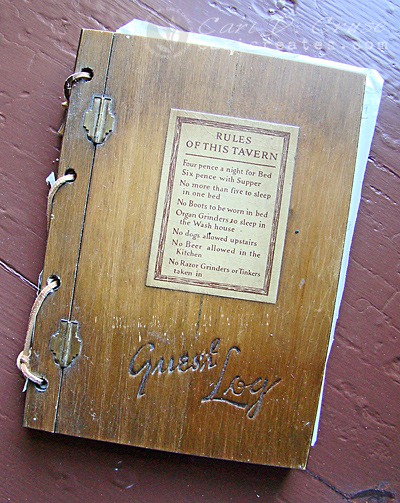 RULES
OF THIS TAVERN
Four pence a night for Bed
Six pence with Supper
No more than five to sleep
in one bed
No Boots to be worn in bed
Organ Grinders to sleep in
the Wash house
No dogs allowed upstairs
No Beer allowed in the
Kitchen
No Razor Grinders or Tinkers
taken in
Guest
Log